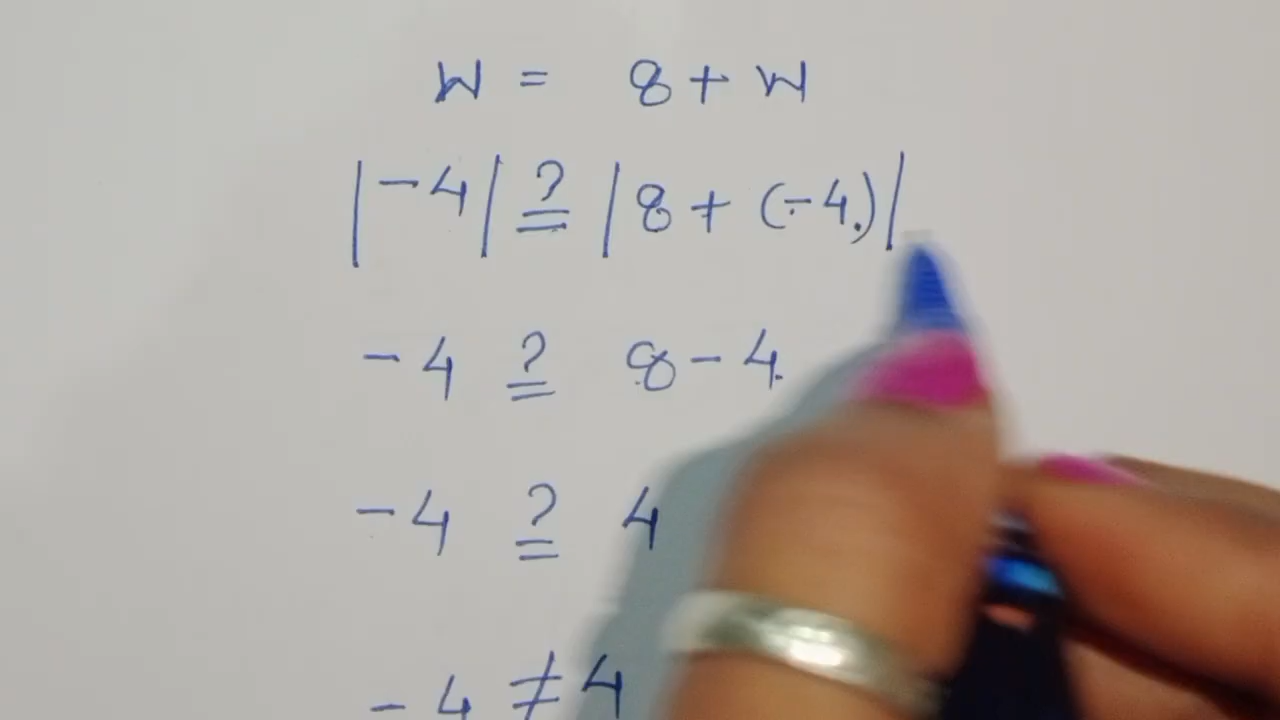 W = 8 + W
|-4| ≟ |8 + (-4)|
-4 ≟ 8 - 4
-4 ≟ 4
-4 ≠ 4